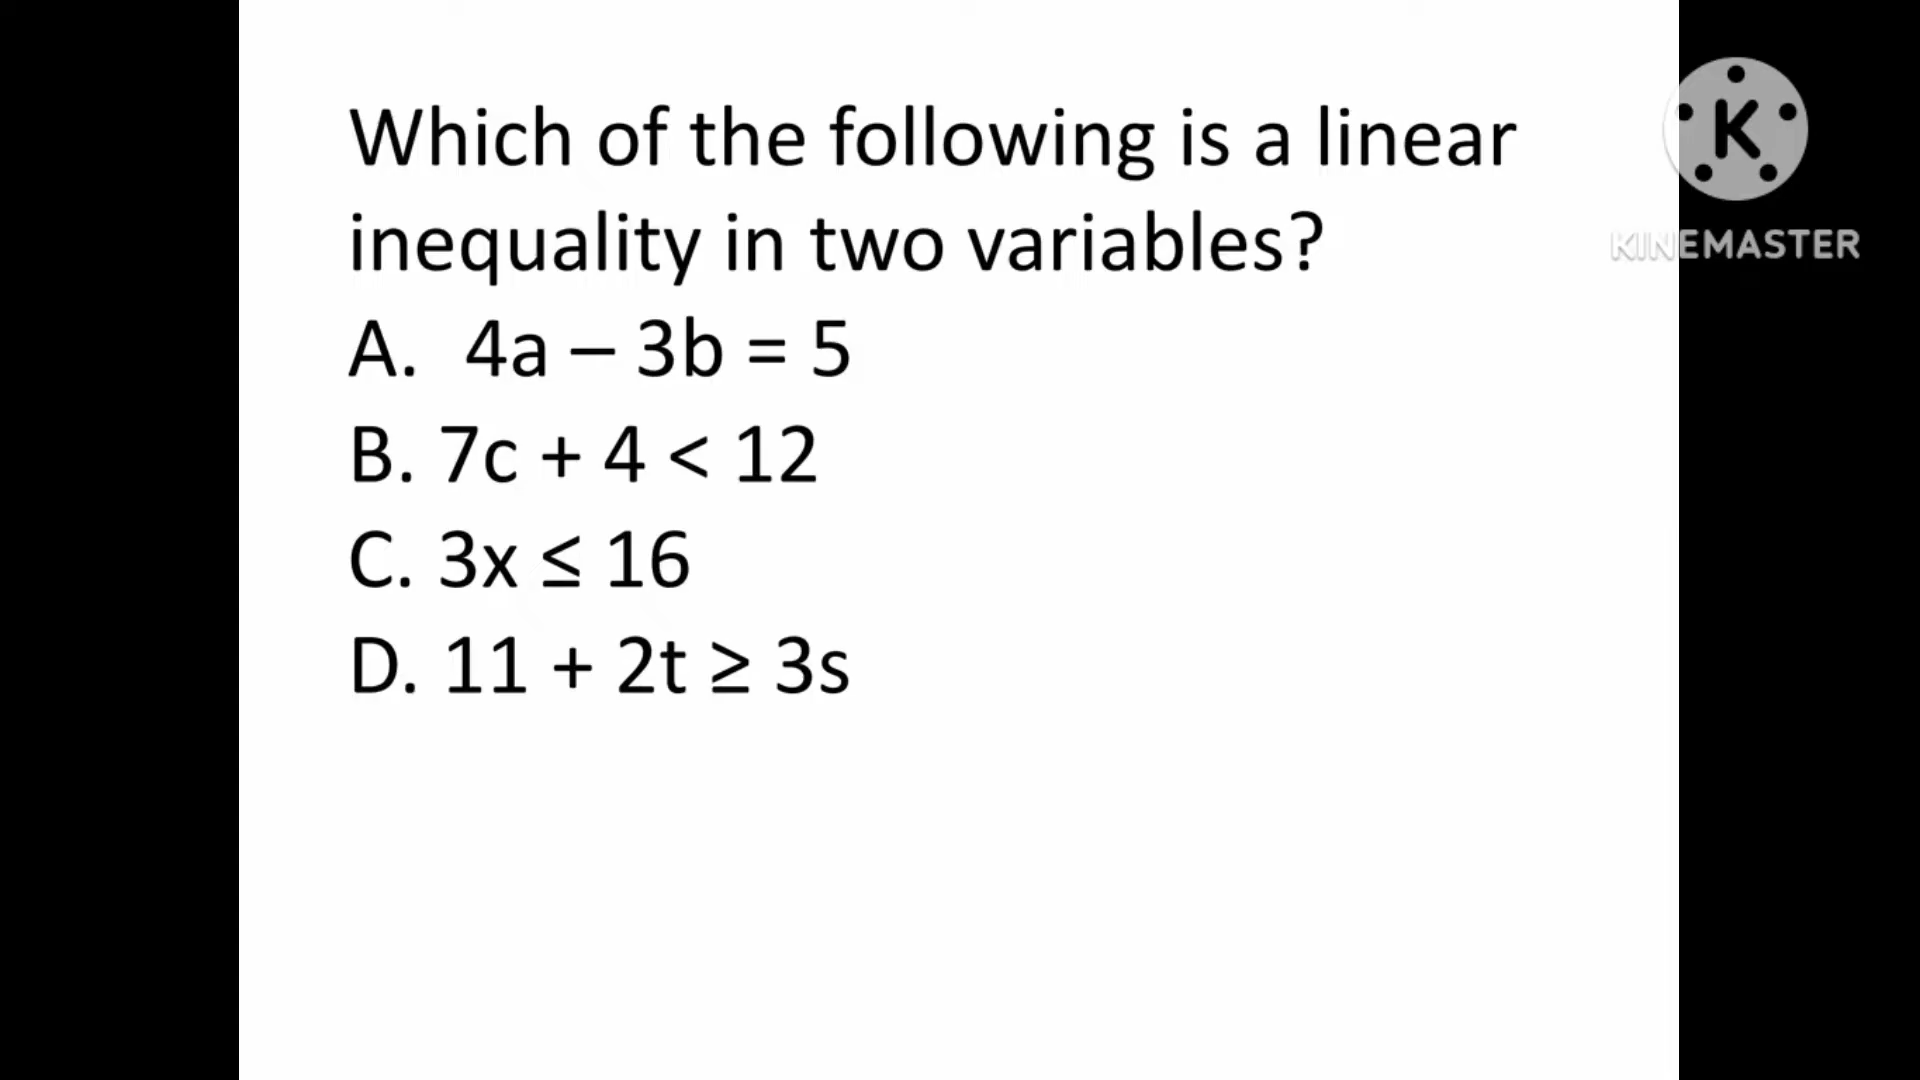 Which of the following is a linear
inequality in two variables?
A. 4a – 3b = 5
B. 7c + 4 < 12
C. 3x ≤ 16
D. 11 + 2t ≥ 3s
K
KINEMASTER